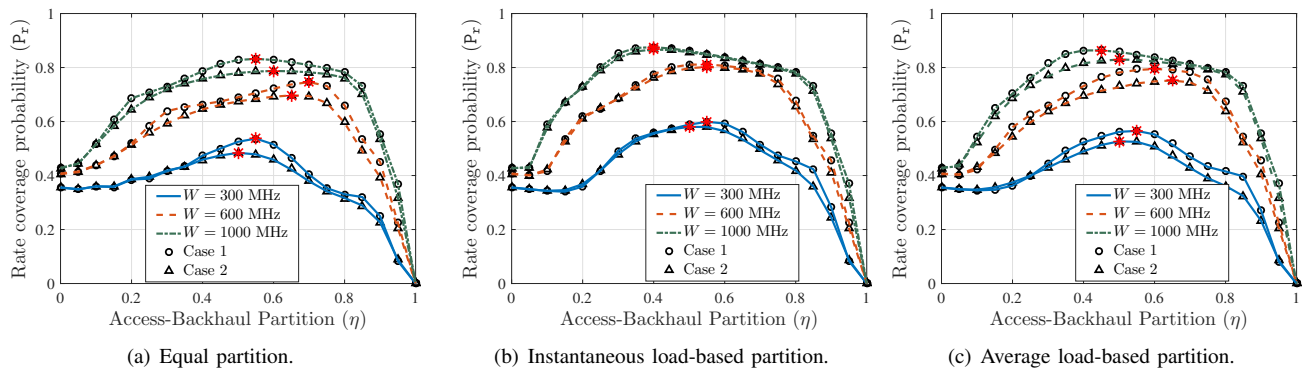 Rate coverage probability (P_r)
1
0.8
0.6
0.4
0.2
0
W = 300 MHz
W = 600 MHz
W = 1000 MHz
Case 1
Case 2
0 0.2 0.4 0.6 0.8 1
Access-Backhaul Partition (η)
(a) Equal partition.
Rate coverage probability (P_r)
1
0.8
0.6
0.4
0.2
0
W = 300 MHz
W = 600 MHz
W = 1000 MHz
Case 1
Case 2
0 0.2 0.4 0.6 0.8 1
Access-Backhaul Partition (η)
(b) Instantaneous load-based partition.
Rate coverage probability (P_r)
1
0.8
0.6
0.4
0.2
0
W = 300 MHz
W = 600 MHz
W = 1000 MHz
Case 1
Case 2
0 0.2 0.4 0.6 0.8 1
Access-Backhaul Partition (η)
(c) Average load-based partition.